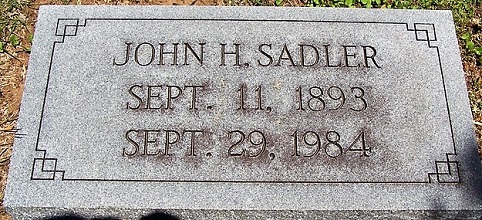 JOHN H. SADLER
SEPT. 11, 1893
SEPT. 29, 1984